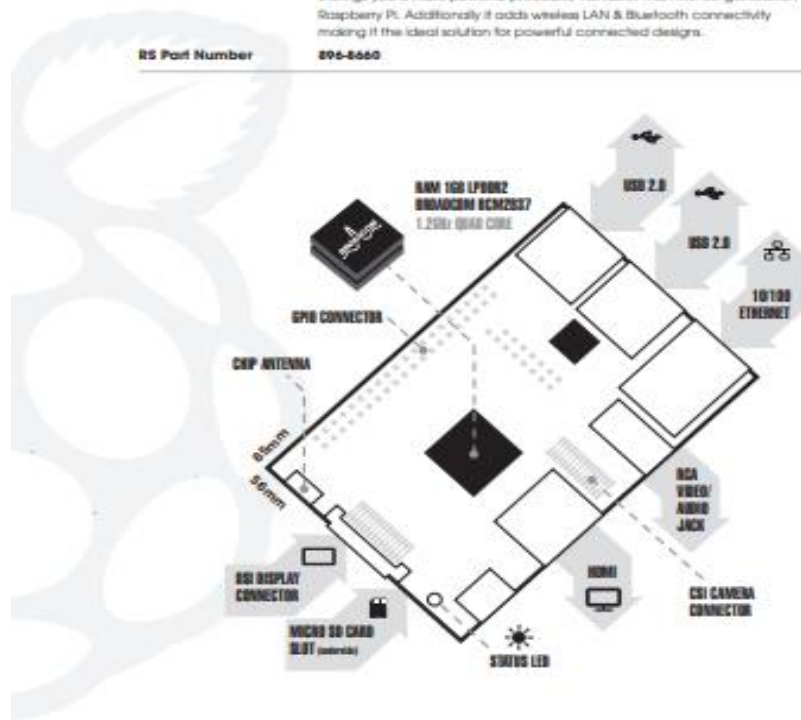 Raspberry Pi. Additionally it adds wireless LAN & Bluetooth connectivity
making it the ideal solution for powerful connected designs.
RS Part Number 896-8660
USB 2.0
RAM 1GB LPDDR2
BROADCOM BCM2837
1.2GHz QUAD CORE
USB 2.0
10/100
ETHERNET
GPIO CONNECTOR
CHIP ANTENNA
85mm
56mm
RCA
VIDEO/
AUDIO
JACK
DSI DISPLAY
CONNECTOR
HDMI
CSI CAMERA
CONNECTOR
MICRO SD CARD
SLOT (underside)
STATUS LED